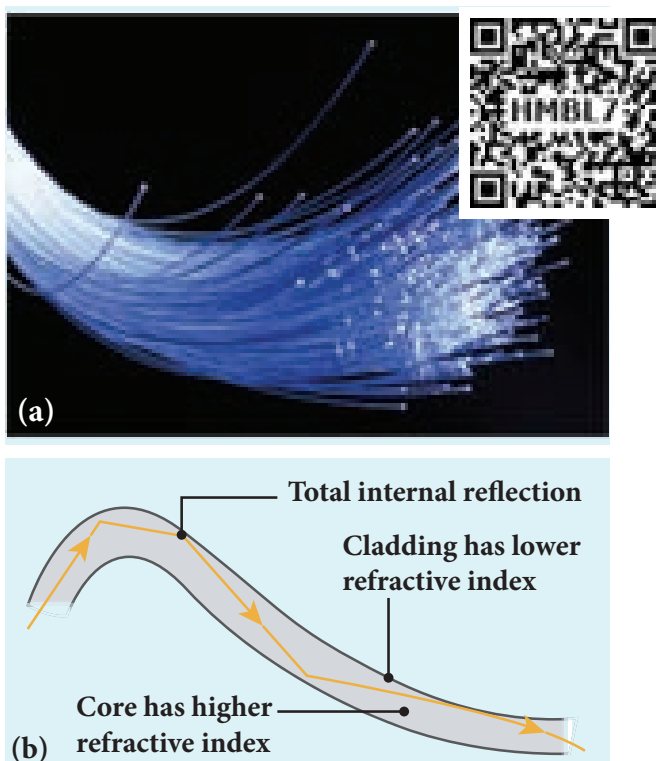 HMBL7
(a)
Total internal reflection
Cladding has lower
refractive index
Core has higher
refractive index
(b)